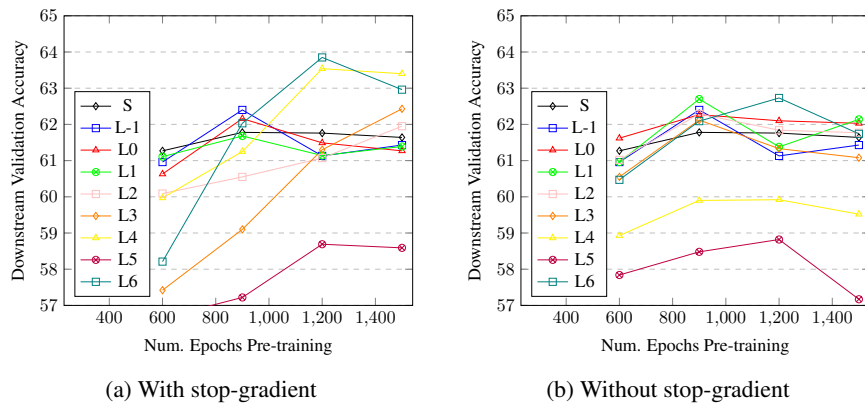 65
64
63
62
61
60
59
58
57
Downstream Validation Accuracy
S
L-1
L0
L1
L2
L3
L4
L5
L6
400 600 800 1,000 1,200 1,400
Num. Epochs Pre-training
(a) With stop-gradient
65
64
63
62
61
60
59
58
57
Downstream Validation Accuracy
S
L-1
L0
L1
L2
L3
L4
L5
L6
400 600 800 1,000 1,200 1,400
Num. Epochs Pre-training
(b) Without stop-gradient